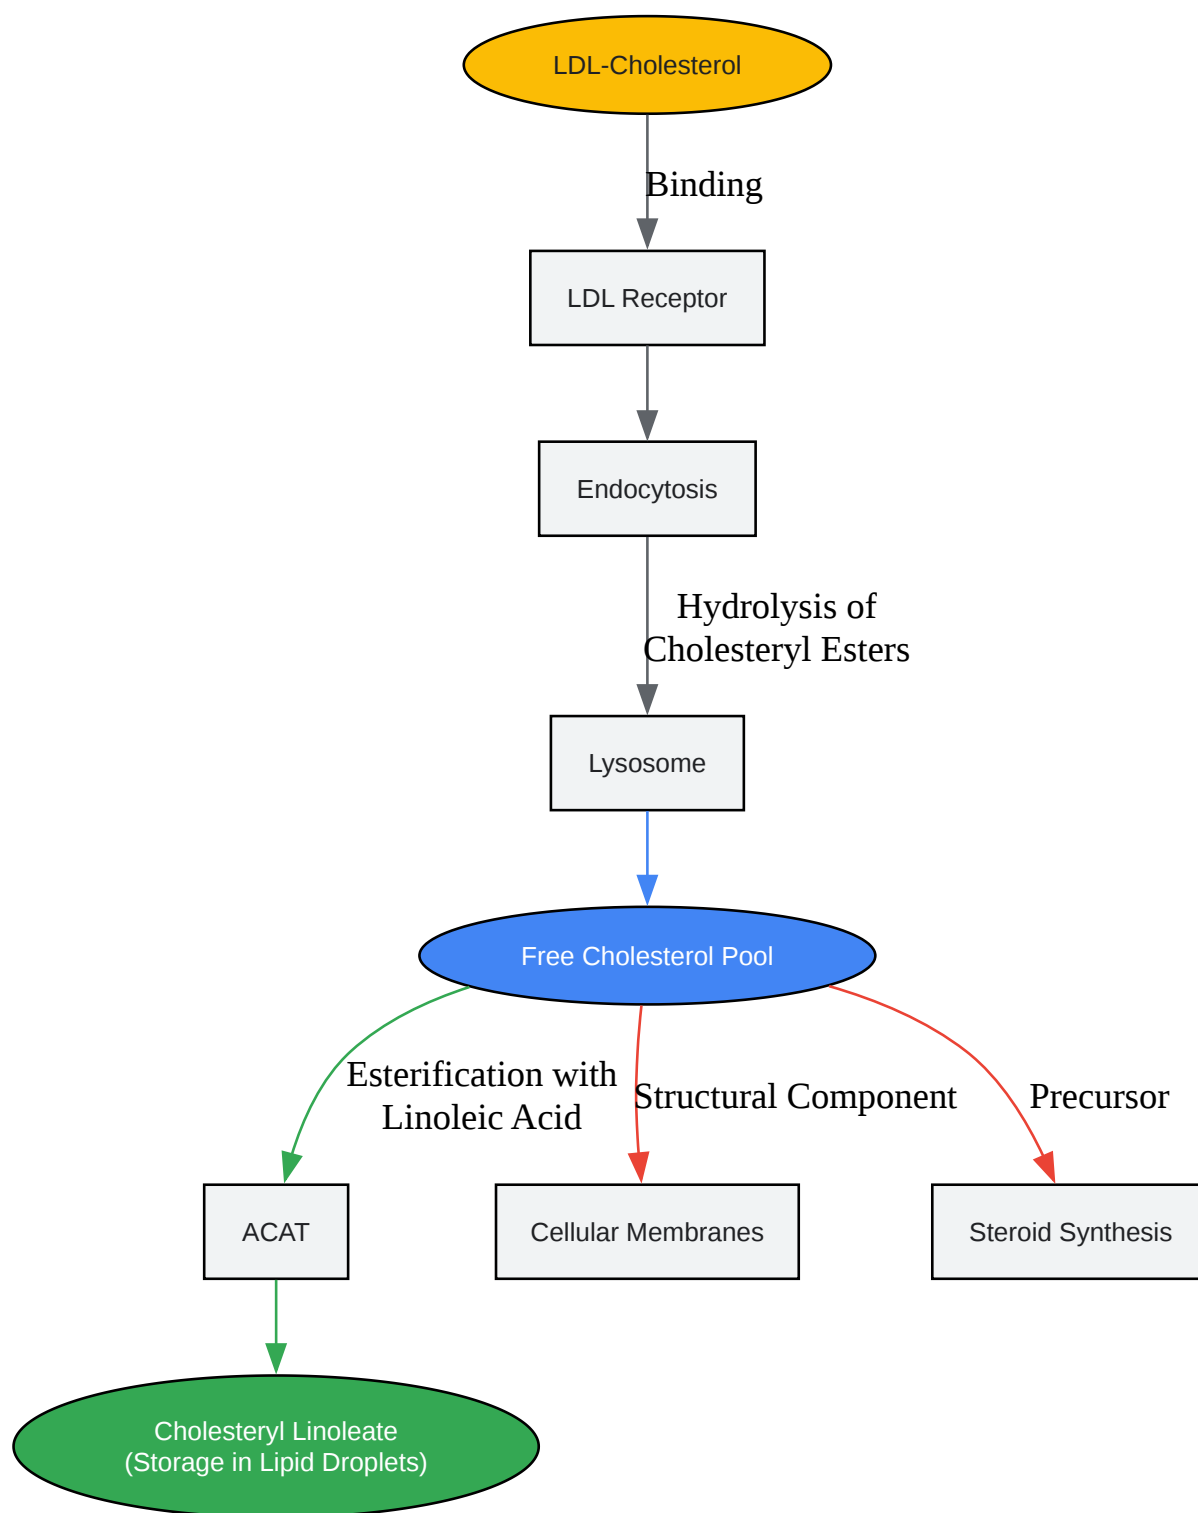 LDL-Cholesterol
Binding
LDL Receptor
Endocytosis
Hydrolysis of
Cholesteryl Esters
Lysosome
Free Cholesterol Pool
Esterification with
Linoleic Acid
Structural Component
Precursor
ACAT
Cellular Membranes
Steroid Synthesis
Cholesteryl Linoleate
(Storage in Lipid Droplets)